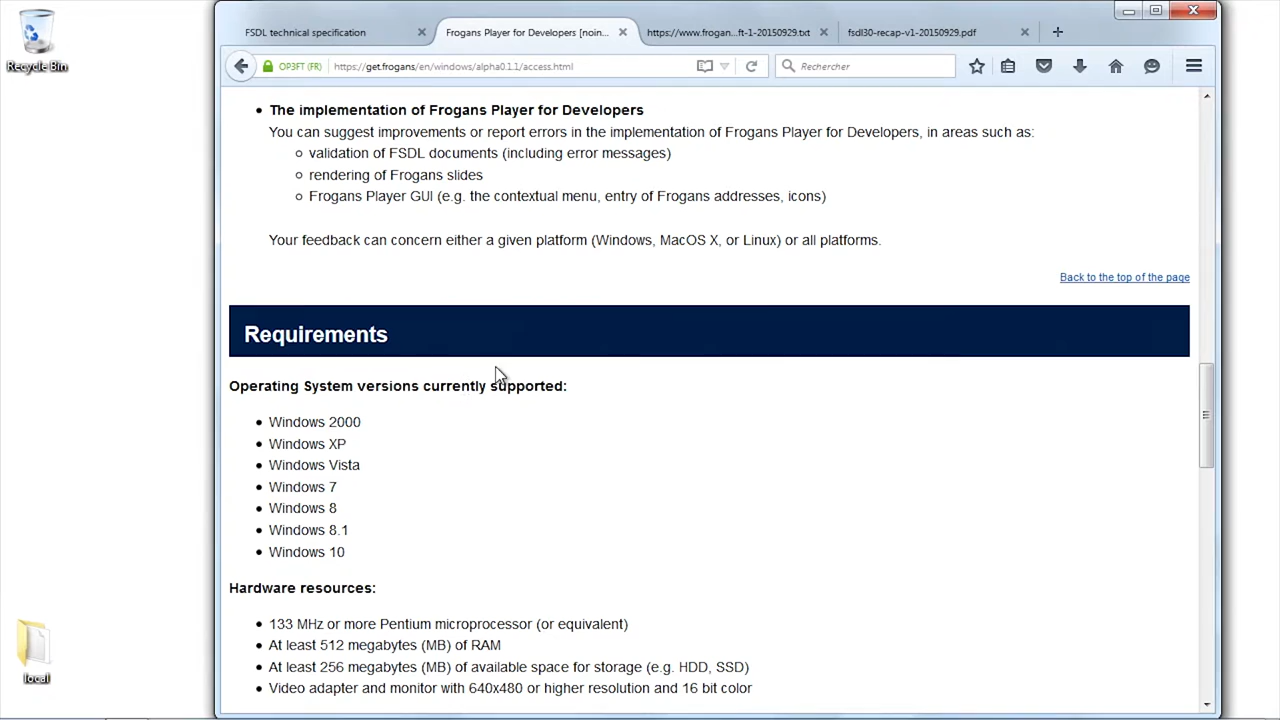 Recycle Bin
local
FSDL technical specification
Frogans Player for Developers [noin...
https://www.frogan...ft-1-20150929.txt
fsdl30-recap-v1-20150929.pdf
OP3FT (FR)
https://get.frogans/en/windows/alpha0.1.1/access.html
Rechercher
• The implementation of Frogans Player for Developers
You can suggest improvements or report errors in the implementation of Frogans Player for Developers, in areas such as:
validation of FSDL documents (including error messages)
rendering of Frogans slides
Frogans Player GUI (e.g. the contextual menu, entry of Frogans addresses, icons)
Your feedback can concern either a given platform (Windows, MacOS X, or Linux) or all platforms.
Back to the top of the page
Requirements
Operating System versions currently supported:
• Windows 2000
• Windows XP
• Windows Vista
• Windows 7
• Windows 8
• Windows 8.1
• Windows 10
Hardware resources:
• 133 MHz or more Pentium microprocessor (or equivalent)
• At least 512 megabytes (MB) of RAM
• At least 256 megabytes (MB) of available space for storage (e.g. HDD, SSD)
• Video adapter and monitor with 640x480 or higher resolution and 16 bit color